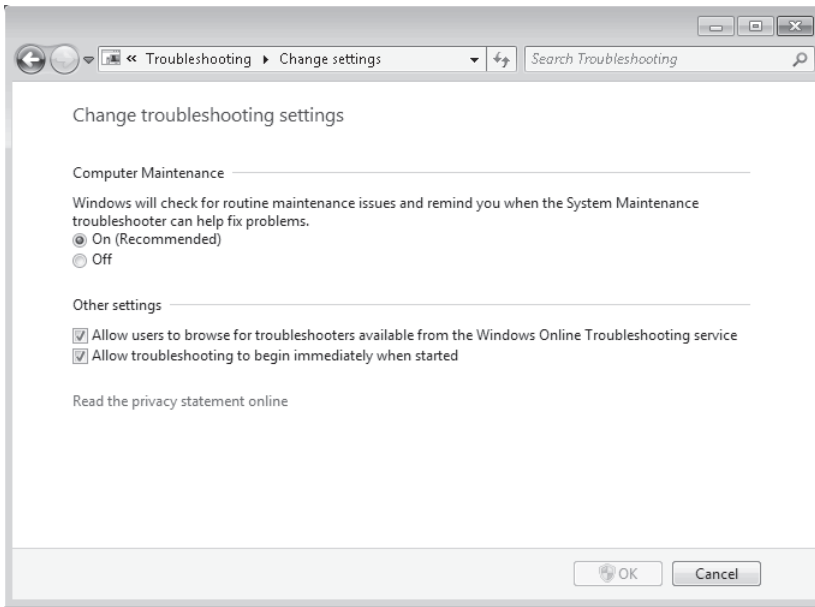 « Troubleshooting ▸ Change settings
Search Troubleshooting
Change troubleshooting settings
Computer Maintenance
Windows will check for routine maintenance issues and remind you when the System Maintenance
troubleshooter can help fix problems.
On (Recommended)
Off
Other settings
Allow users to browse for troubleshooters available from the Windows Online Troubleshooting service
Allow troubleshooting to begin immediately when started
Read the privacy statement online
OK
Cancel